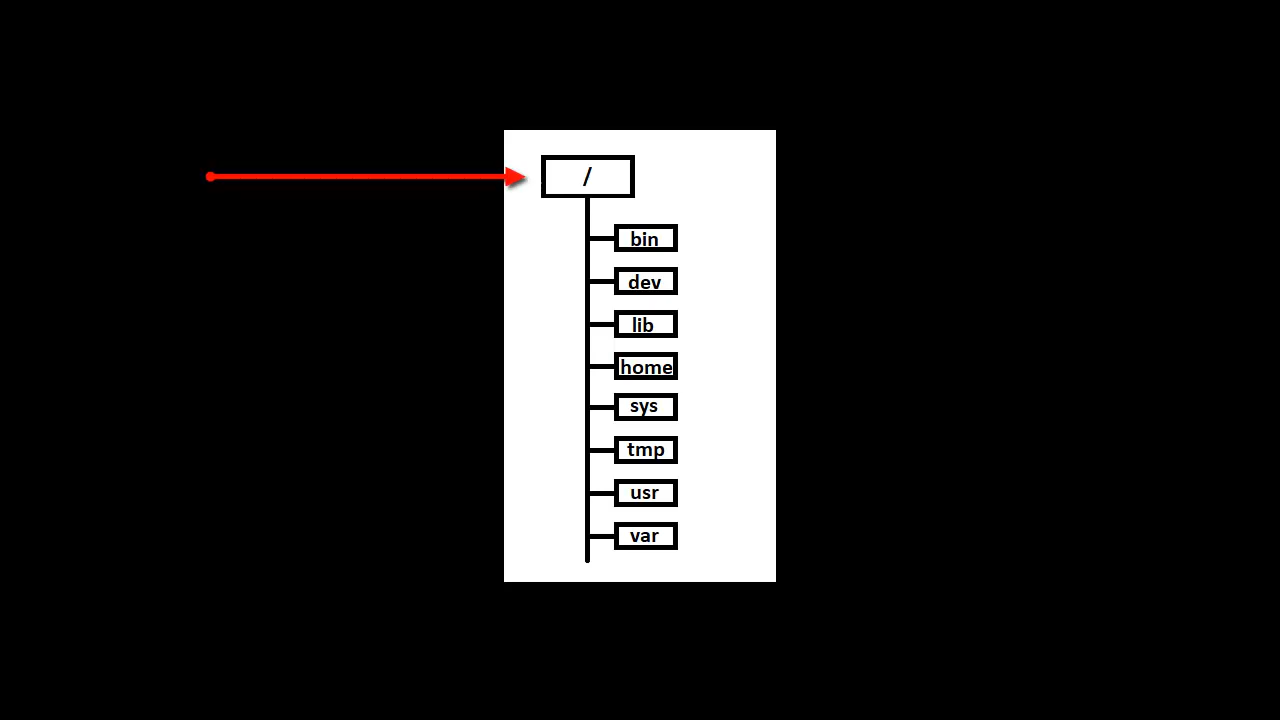 /
bin
dev
lib
home
sys
tmp
usr
var